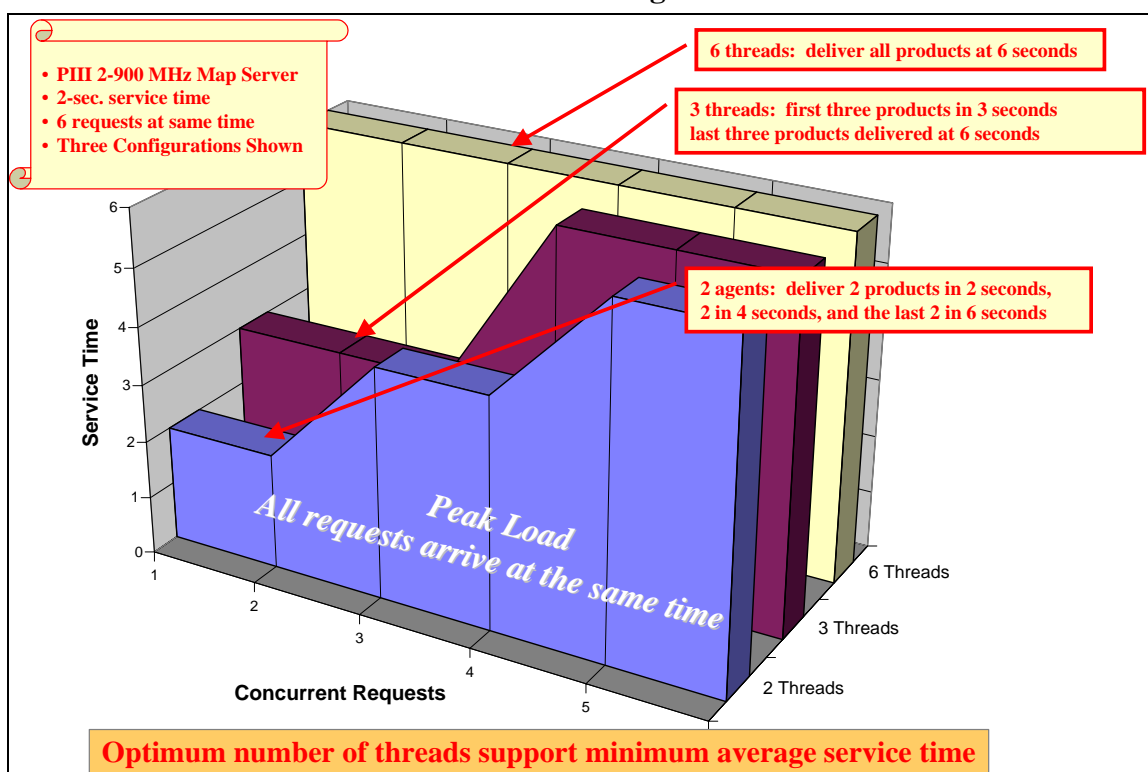 • PIII 2-900 MHz Map Server
• 2-sec. service time
• 6 requests at same time
• Three Configurations Shown
6 threads: deliver all products at 6 seconds
3 threads: first three products in 3 seconds
last three products delivered at 6 seconds
2 agents: deliver 2 products in 2 seconds,
2 in 4 seconds, and the last 2 in 6 seconds
6
5
4
3
2
1
0
Service Time
1
2
3
4
5
Concurrent Requests
2 Threads
3 Threads
6 Threads
Peak Load
All requests arrive at the same time
Optimum number of threads support minimum average service time